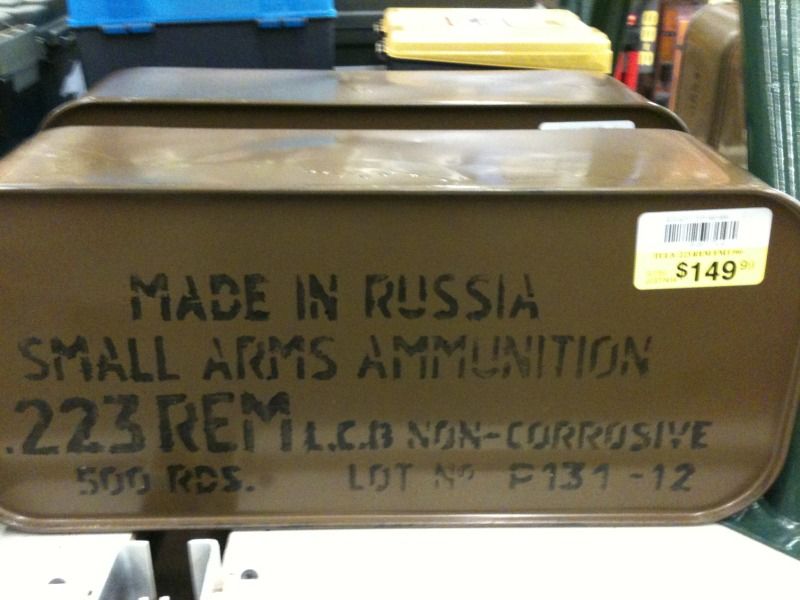 $149.99
MADE IN RUSSIA
SMALL ARMS AMMUNITION
.223 REM L.C.B NON-CORROSIVE
500 RDS. LOT Nº P131-12